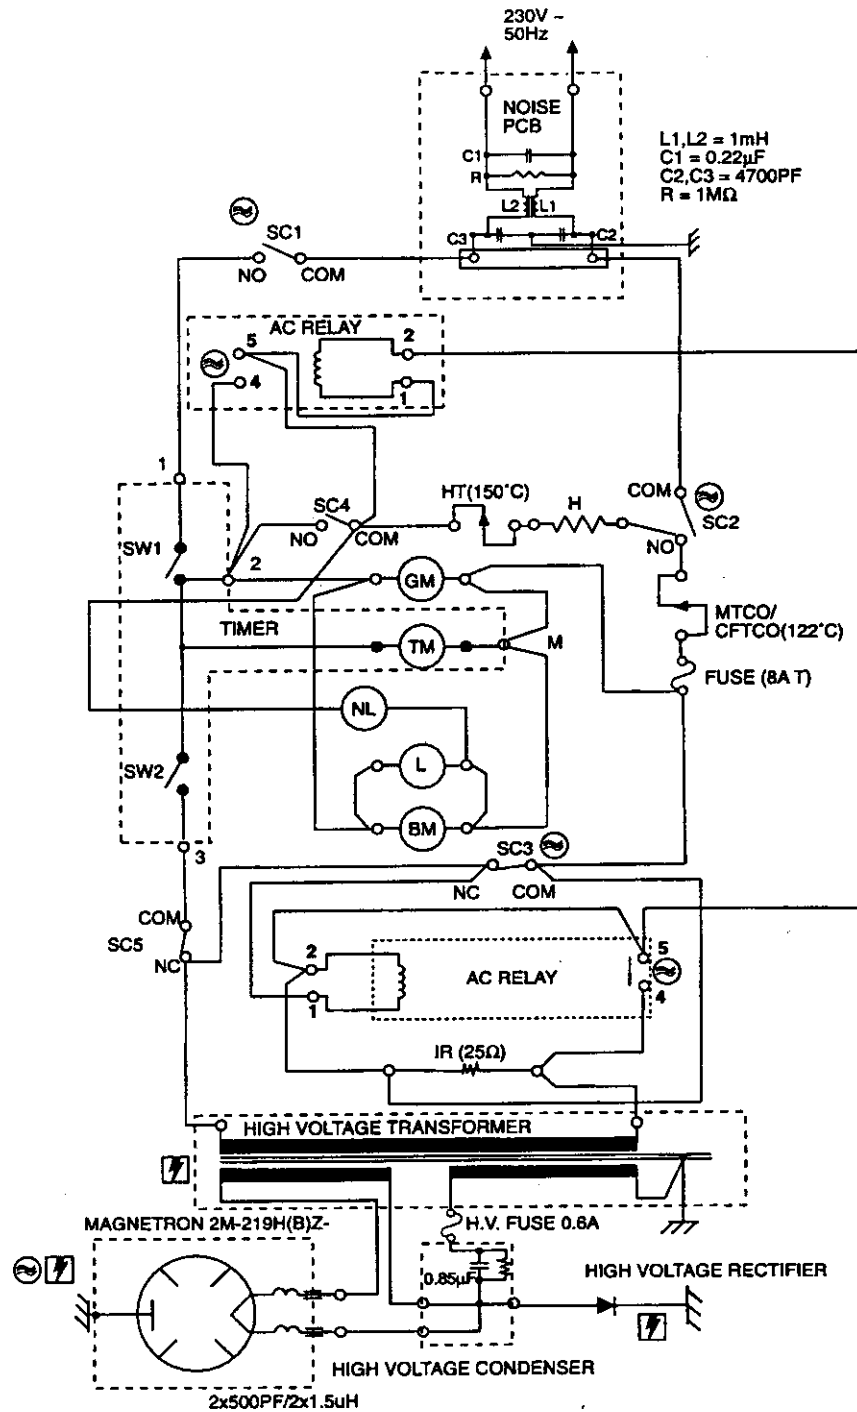 230V ~
50Hz
NOISE
PCB
L1,L2 = 1mH
C1 = 0.22µF
C2,C3 = 4700PF
R = 1MΩ
C1
R
L2
L1
C3
C2
SC1
NO
COM
AC RELAY
5
2
4
1
1
SC4
NO
COM
HT(150°C)
H
COM
SC2
NO
SW1
2
GM
MTCO/
CFTCO(122°C)
TIMER
TM
M
FUSE (8A T)
NL
SW2
L
BM
3
SC3
NC
COM
COM
SC5
NC
2
1
AC RELAY
5
4
IR (25Ω)
HIGH VOLTAGE TRANSFORMER
H.V. FUSE 0.6A
MAGNETRON 2M-219H(B)Z-
0.85µF
HIGH VOLTAGE RECTIFIER
HIGH VOLTAGE CONDENSER
2x500PF/2x1.5uH